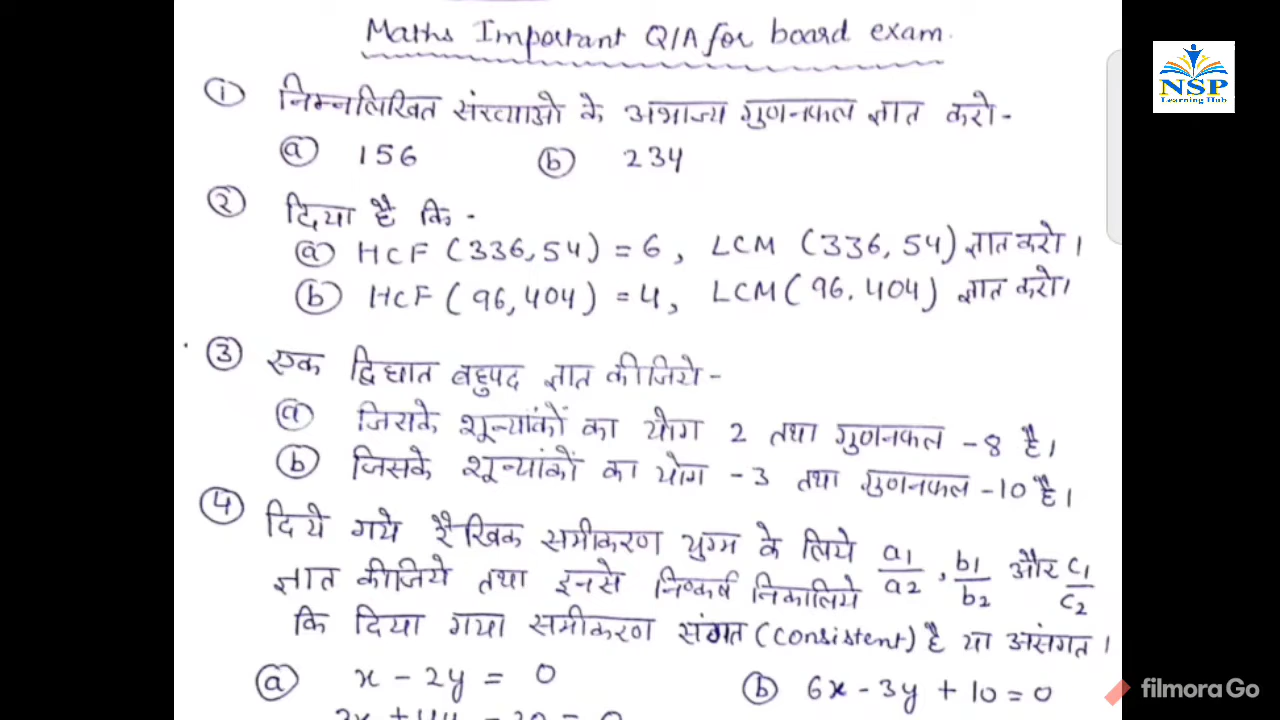 Maths Important Q/A for board exam.
NSP
Learning Hub
① निम्नलिखित संख्याओ के अभाज्य गुणनफल ज्ञात करो-
ⓐ 156 ⓑ 234
② दिया है कि -
ⓐ HCF (336,54) = 6, LCM (336, 54) ज्ञात करो।
ⓑ HCF (96,404) = 4, LCM (96. 404) ज्ञात करो।
③ एक द्विघात बहुपद ज्ञात कीजिये-
ⓐ जिसके शून्यांकों का योग 2 तथा गुणनफल -8 है।
ⓑ जिसके शून्यांकों का योग -3 तथा गुणनफल -10 है।
④ दिये गये रैखिक समीकरण युग्म के लिये a1/a2, b1/b2 और c1/c2
ज्ञात कीजिये तथा इनसे निष्कर्ष निकालिये
कि दिया गया समीकरण संगत (consistent) है या असंगत।
ⓐ x - 2y = 0 ⓑ 6x - 3y + 10 = 0
filmoraGo